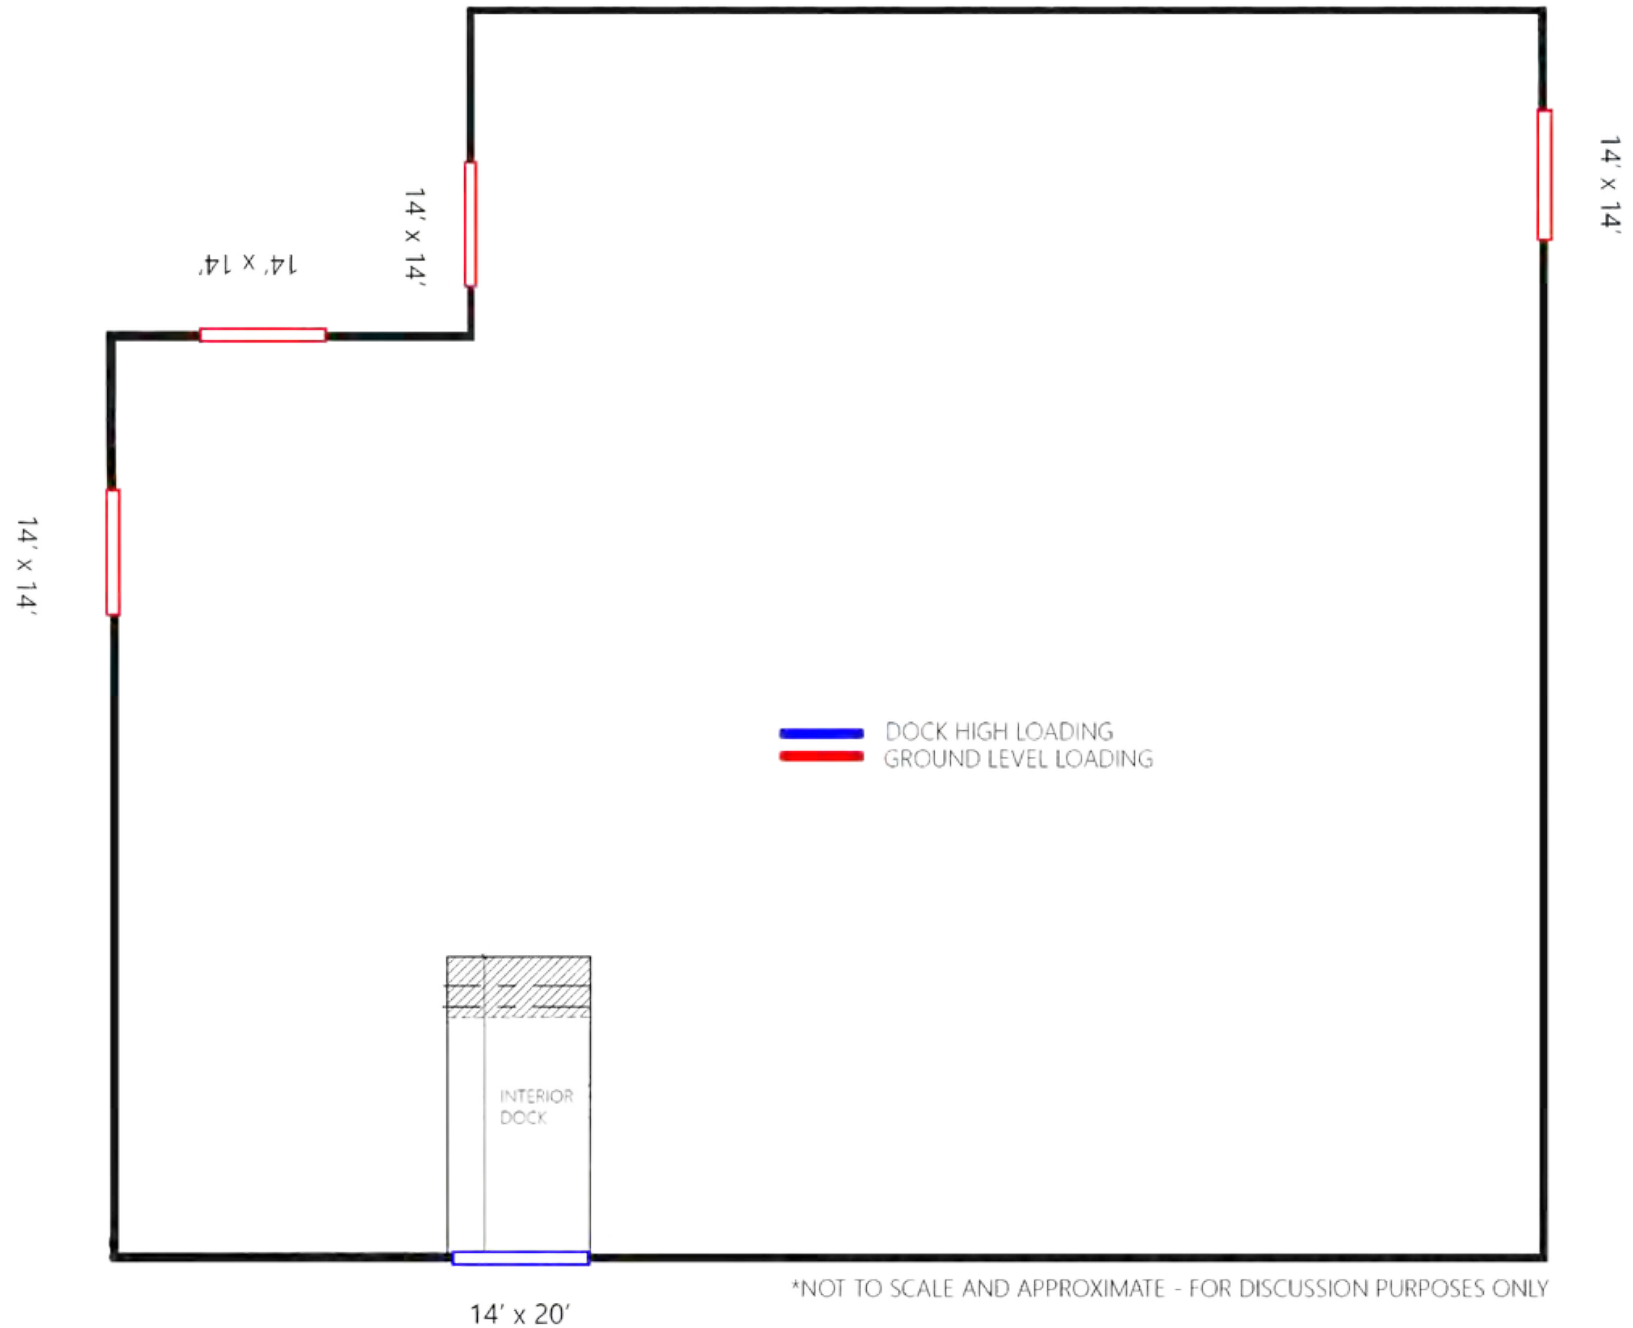 14' x 14'
14' x 14'
14' x 14'
14' x 14'
DOCK HIGH LOADING
GROUND LEVEL LOADING
INTERIOR
DOCK
*NOT TO SCALE AND APPROXIMATE - FOR DISCUSSION PURPOSES ONLY
14' x 20'